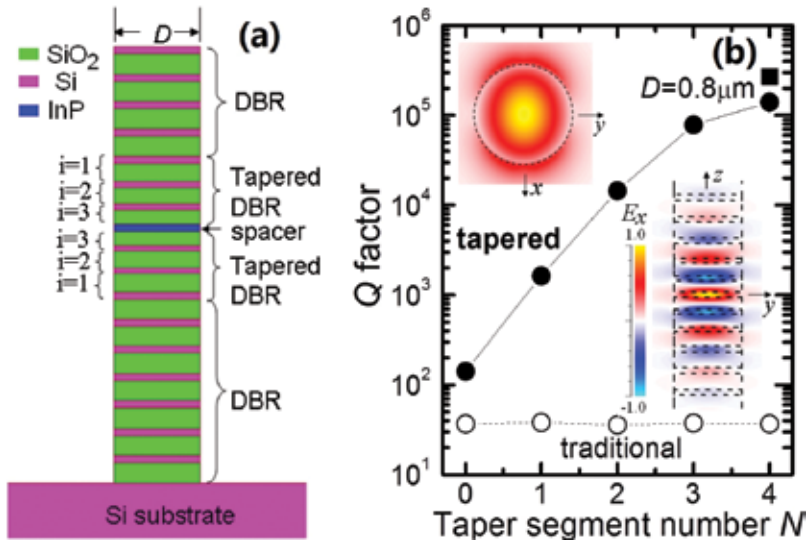 D
(a)
SiO2
Si
InP
DBR
i=1
i=2
i=3
Tapered
DBR
spacer
i=3
i=2
i=1
Tapered
DBR
DBR
Si substrate
(b)
10^6
10^5
10^4
10^3
10^2
10^1
Q factor
D=0.8μm
y
x
tapered
z
Ex
1.0
-1.0
y
traditional
0 1 2 3 4
Taper segment number N